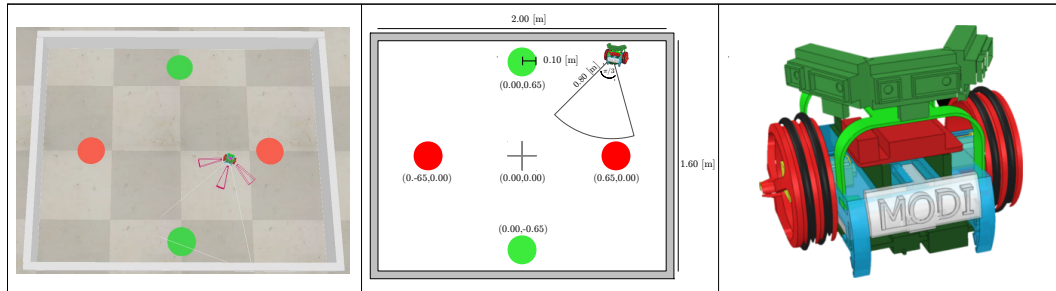 2.00 [m]
0.10 [m]
0.80 [m]
π/3
(0.00,0.65)
1.60 [m]
(0.-65,0.00)
(0.00,0.00)
(0.65,0.00)
(0.00,-0.65)
MODI